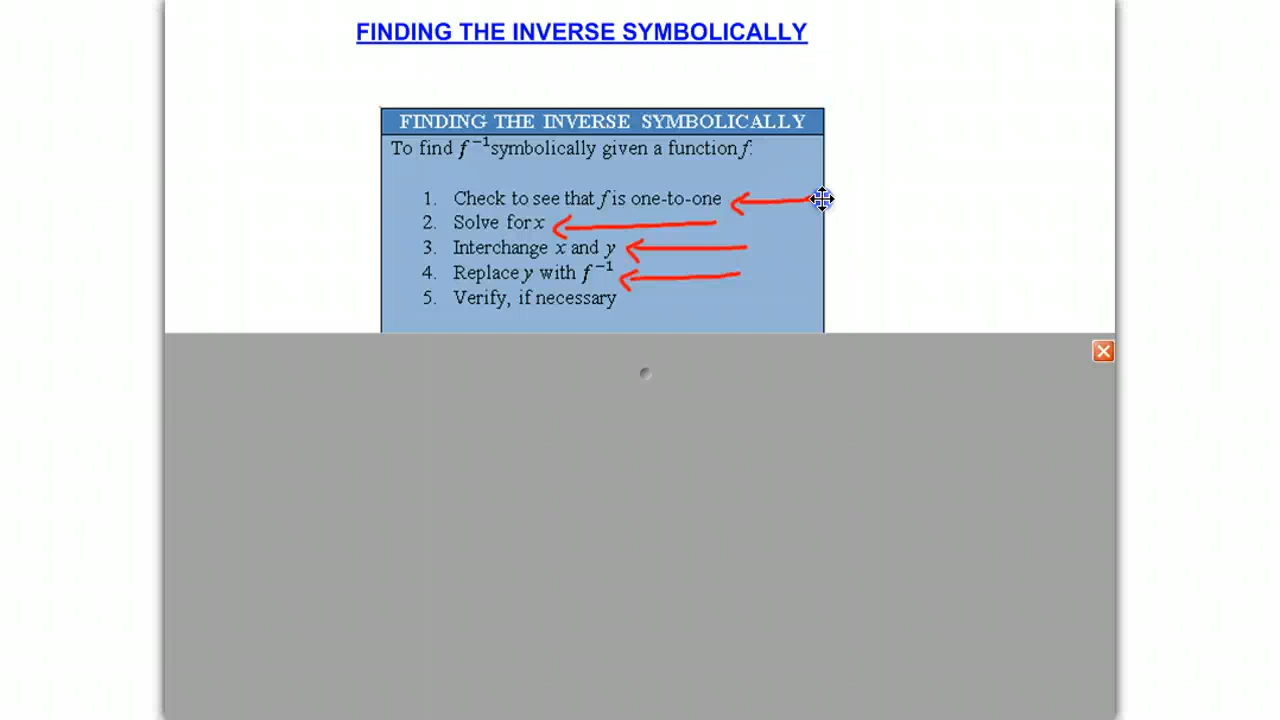 FINDING THE INVERSE SYMBOLICALLY
FINDING THE INVERSE SYMBOLICALLY
To find f⁻¹symbolically given a function f:
1. Check to see that f is one-to-one
2. Solve for x
3. Interchange x and y
4. Replace y with f⁻¹
5. Verify, if necessary